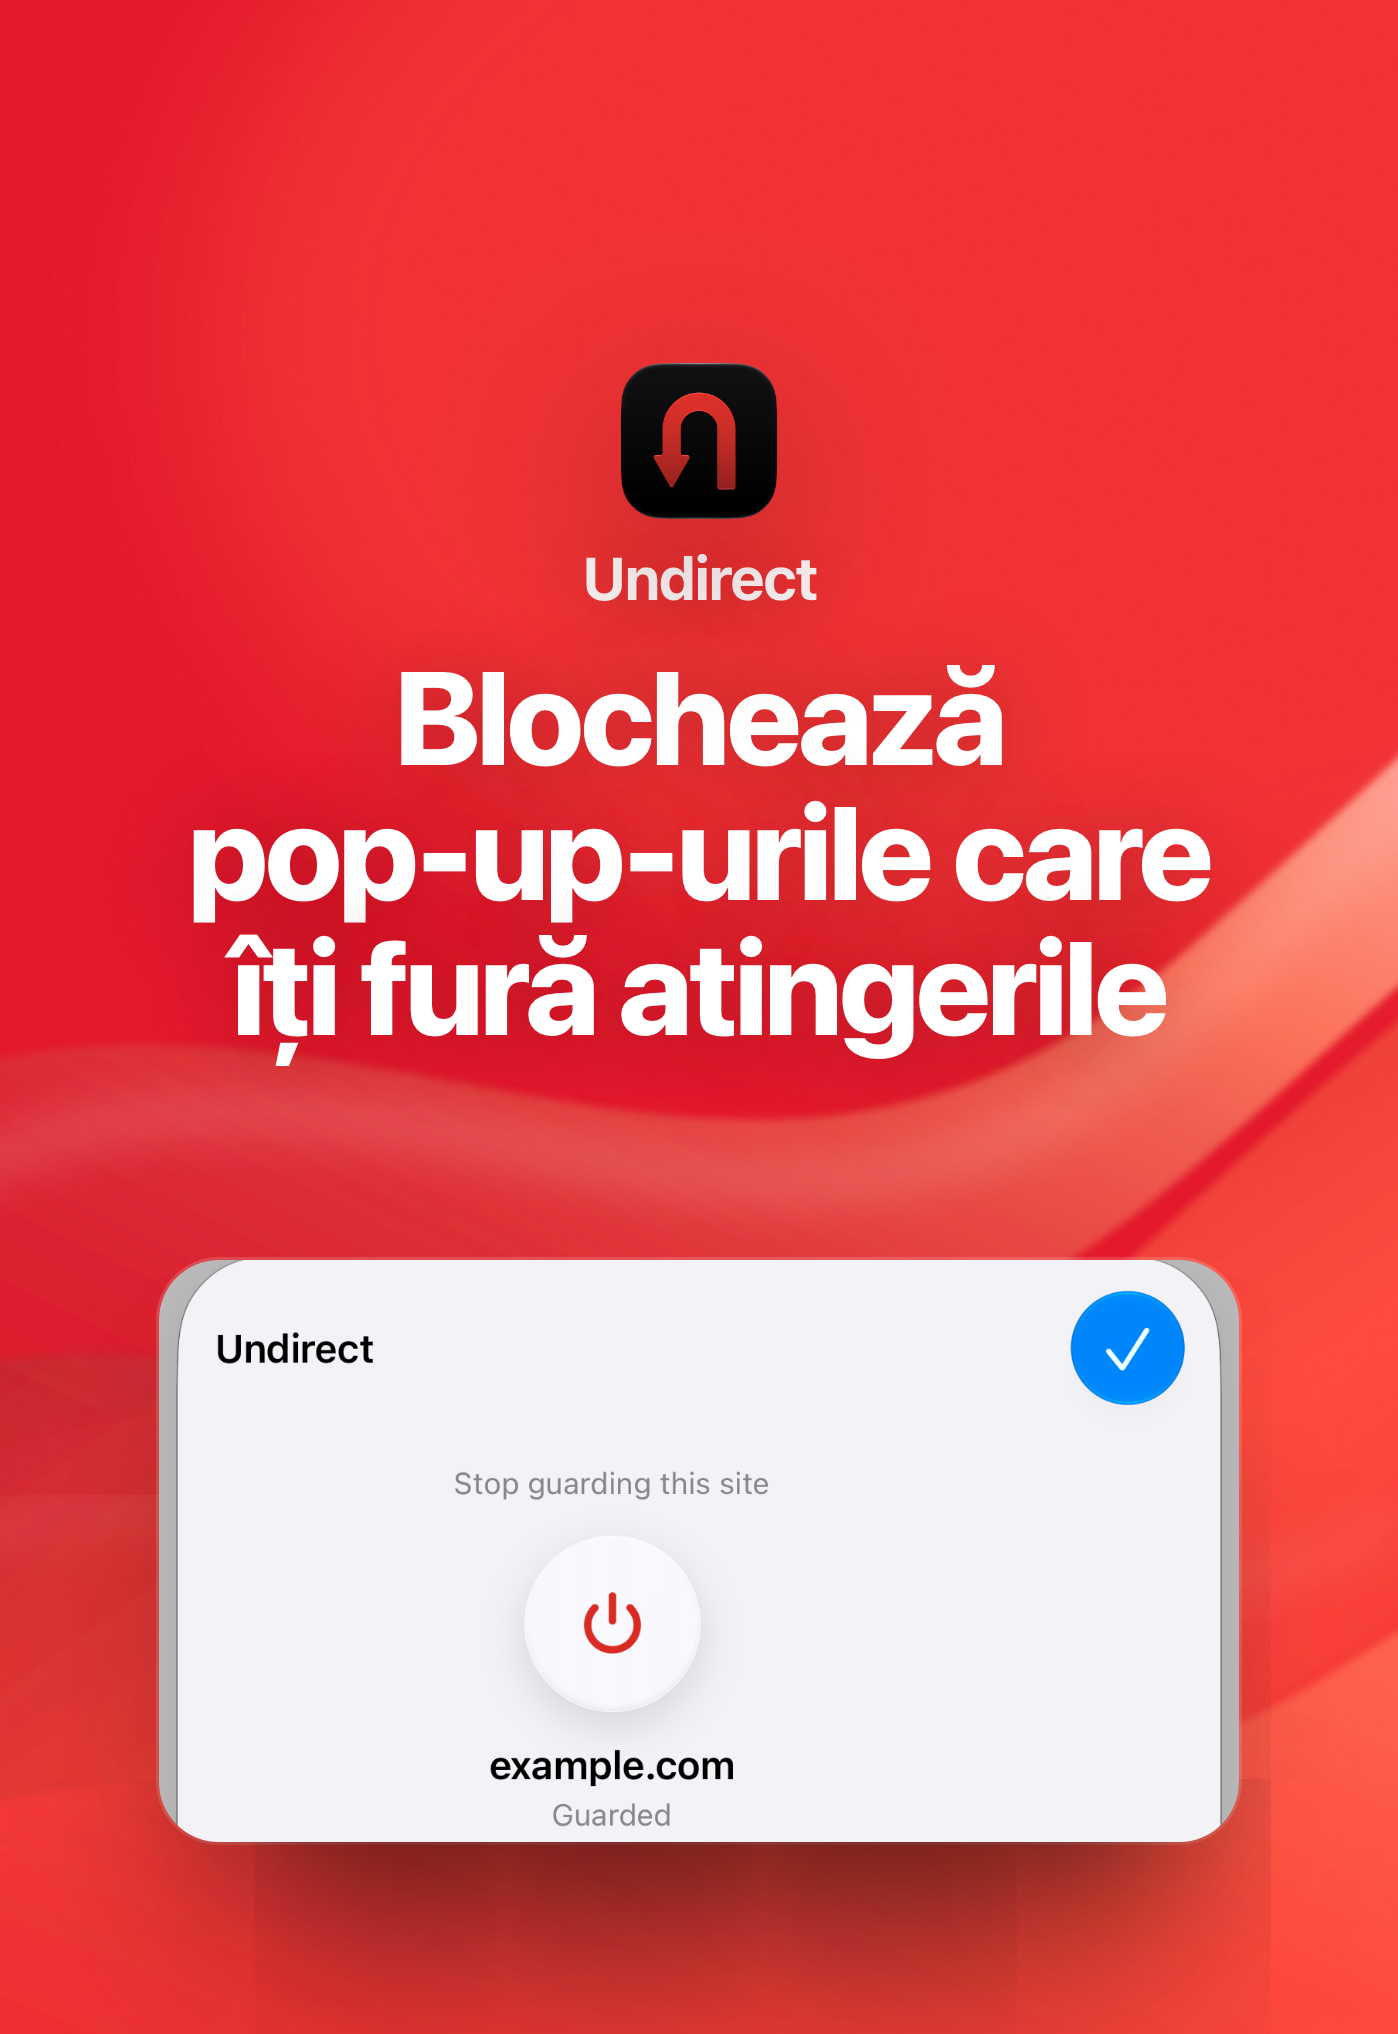 Undirect
Blochează
pop-up-urile care
îți fură atingerile
Undirect
Stop guarding this site
example.com
Guarded